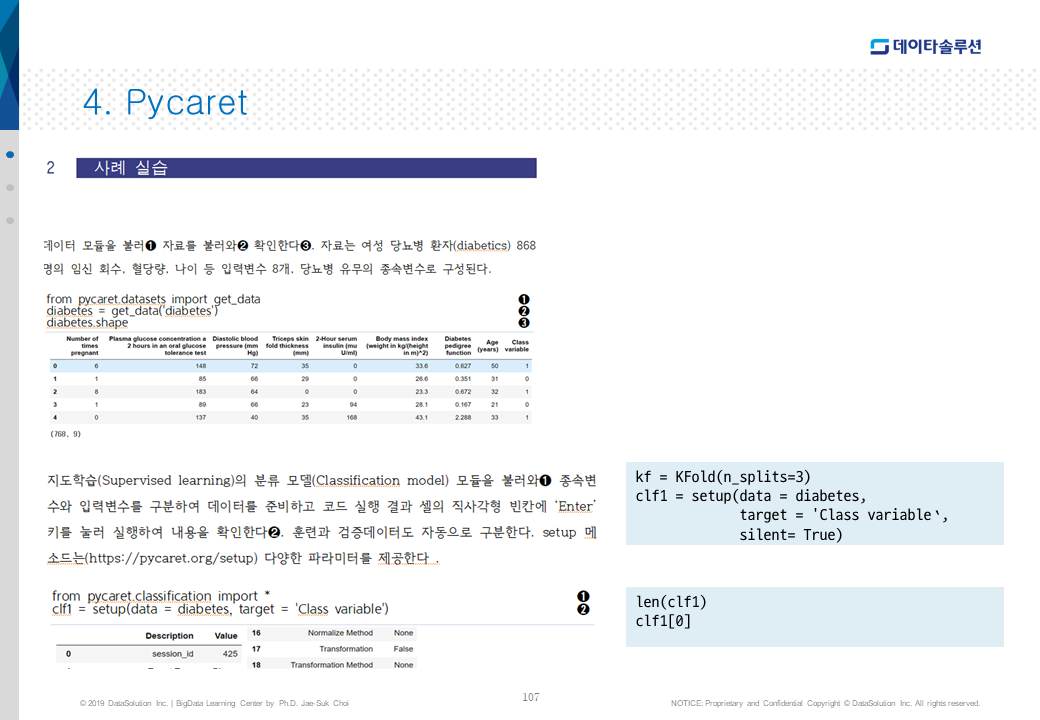 데이타솔루션
4. Pycaret
2 사례 실습
데이터 모듈을 불러❶ 자료를 불러와❷ 확인한다❸. 자료는 여성 당뇨병 환자(diabetics) 868
명의 임신 회수, 혈당량, 나이 등 입력변수 8개, 당뇨병 유무의 종속변수로 구성된다.
from pycaret.datasets import get_data ❶
diabetes = get_data('diabetes') ❷
diabetes.shape ❸
Number of times pregnant Plasma glucose concentration a 2 hours in an oral glucose tolerance test Diastolic blood pressure (mm Hg) Triceps skin fold thickness (mm) 2-Hour serum insulin (mu U/ml) Body mass index (weight in kg/(height in m)^2) Diabetes pedigree function Age (years) Class variable
0 6 148 72 35 0 33.6 0.627 50 1
1 1 85 66 29 0 26.6 0.351 31 0
2 8 183 64 0 0 23.3 0.672 32 1
3 1 89 66 23 94 28.1 0.167 21 0
4 0 137 40 35 168 43.1 2.288 33 1
(768, 9)
지도학습(Supervised learning)의 분류 모델(Classification model) 모듈을 불러와❶ 종속변
수와 입력변수를 구분하여 데이터를 준비하고 코드 실행 결과 셀의 직사각형 빈칸에 'Enter'
키를 눌러 실행하여 내용을 확인한다❷. 훈련과 검증데이터도 자동으로 구분한다. setup 메
소드는(https://pycaret.org/setup) 다양한 파라미터를 제공한다 .
from pycaret.classification import * ❶
clf1 = setup(data = diabetes, target = 'Class variable') ❷
Description Value
0 session_id 425
16 Normalize Method None
17 Transformation False
18 Transformation Method None
kf = KFold(n_splits=3)
clf1 = setup(data = diabetes,
target = 'Class variable‵,
silent= True)
len(clf1)
clf1[0]
© 2019 DataSolution Inc. | BigData Learning Center by Ph.D. Jae-Suk Choi
107
NOTICE: Proprietary and Confidential Copyright © DataSolution Inc. All rights reserved.